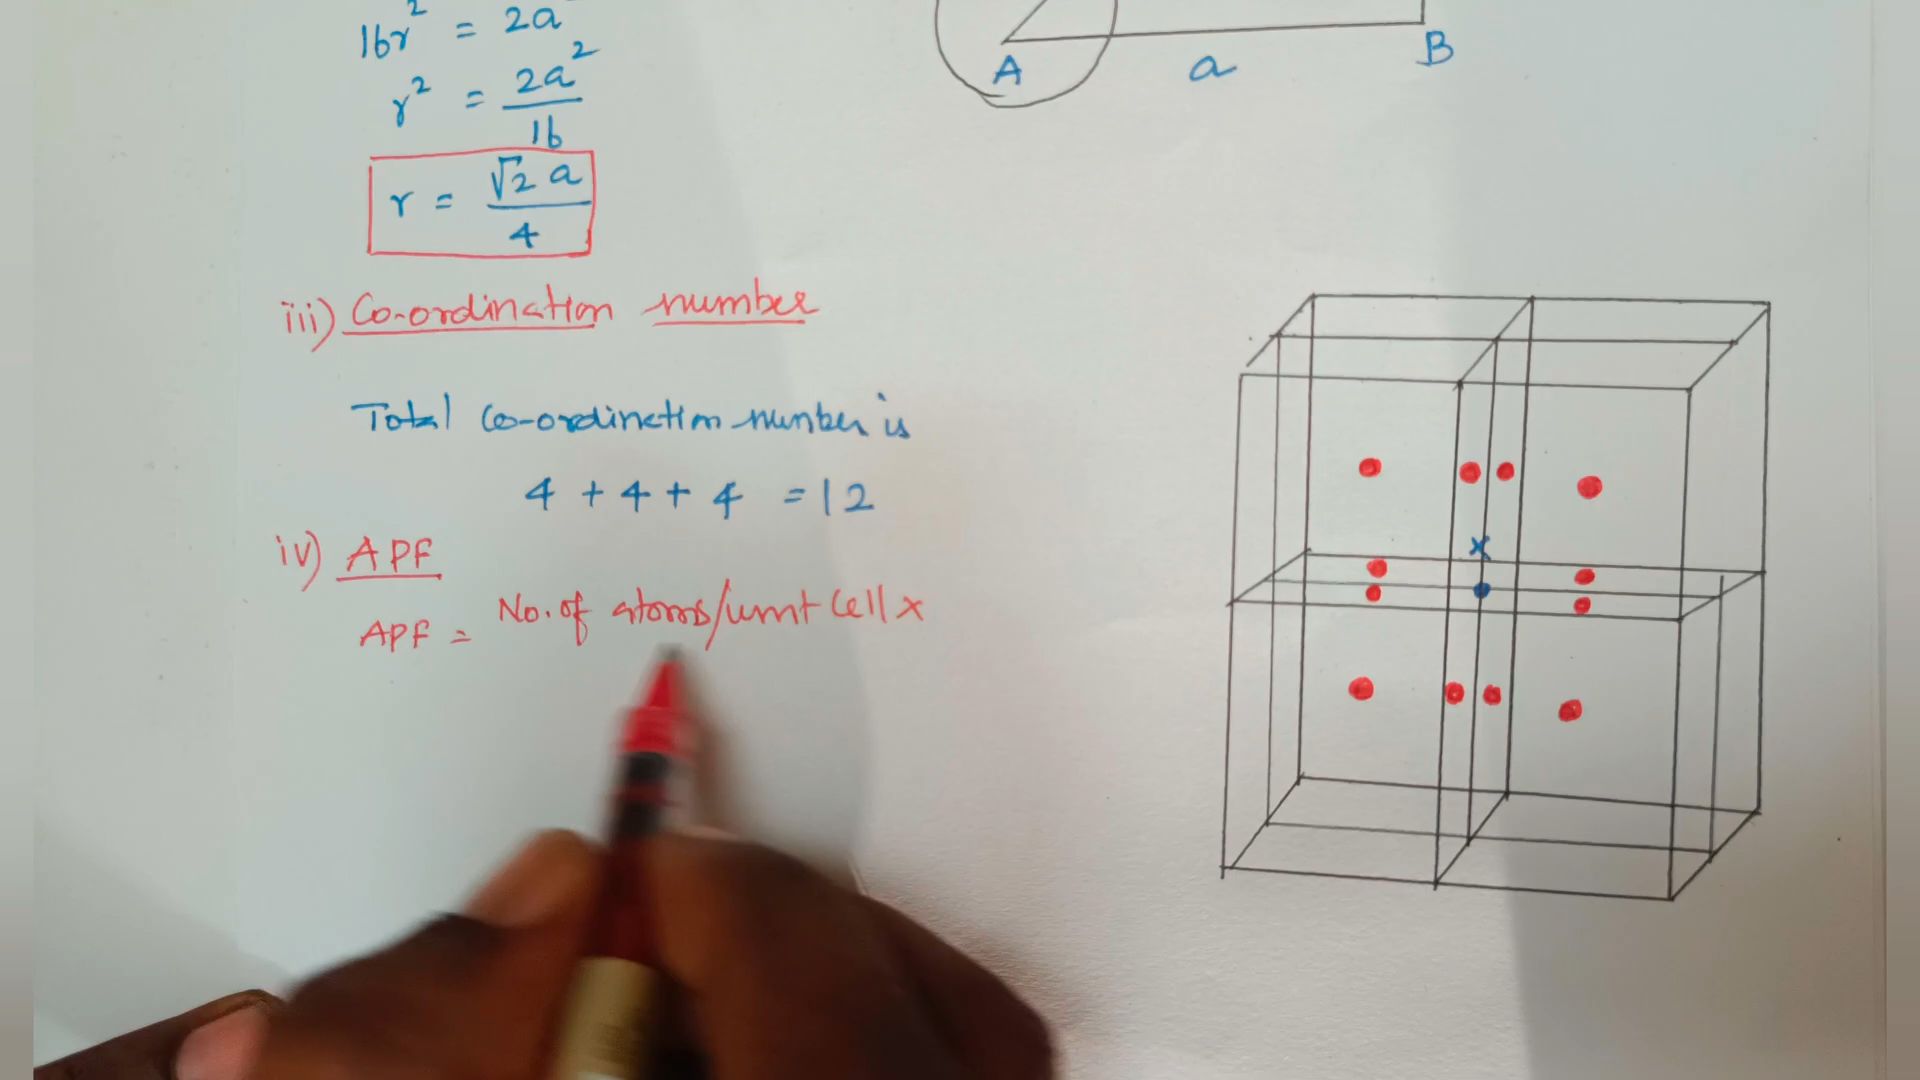 16r² = 2a
r² = 2a² / 16
r = √2 a / 4
A a B
iii) Co-ordination number
Total Co-ordination number is
4 + 4 + 4 = 12
x
iv) APF
APF = No. of atoms/unit Cell x